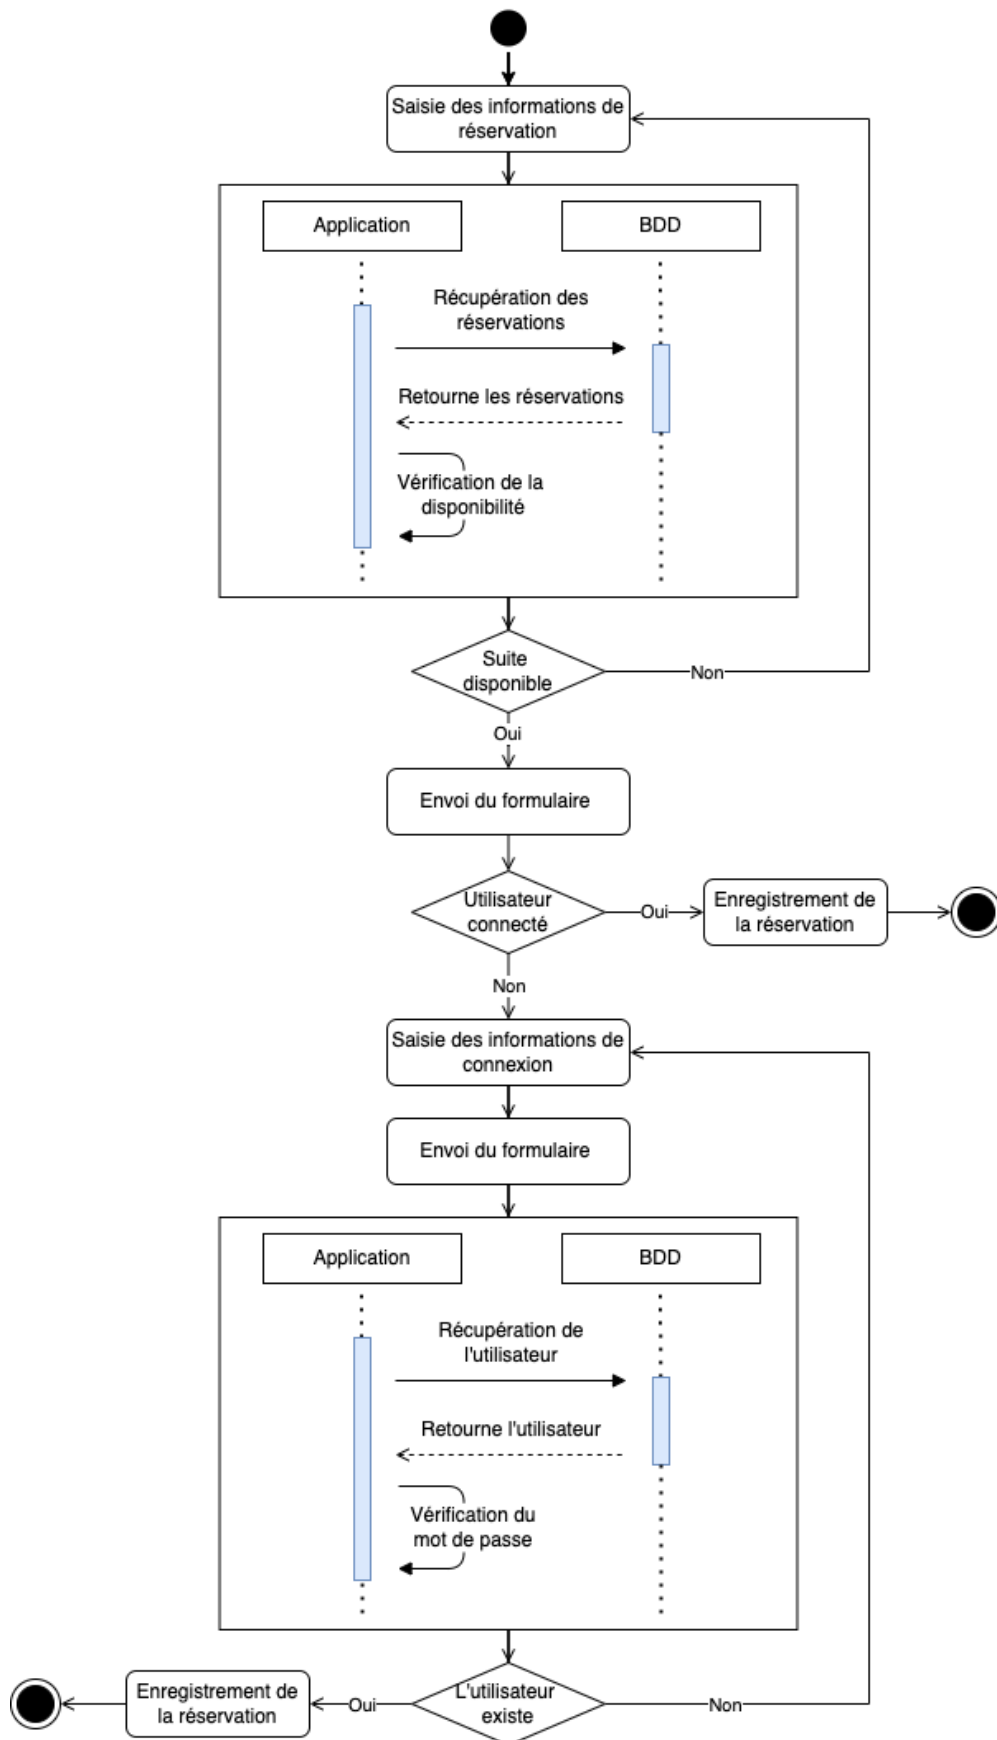 Saisie des informations de
réservation
Application
BDD
Récupération des
réservations
Retourne les réservations
Vérification de la
disponibilité
Suite
disponible
Non
Oui
Envoi du formulaire
Utilisateur
connecté
Oui
Enregistrement de
la réservation
Non
Saisie des informations de
connexion
Envoi du formulaire
Application
BDD
Récupération de
l'utilisateur
Retourne l'utilisateur
Vérification du
mot de passe
Enregistrement de
la réservation
Oui
L'utilisateur
existe
Non